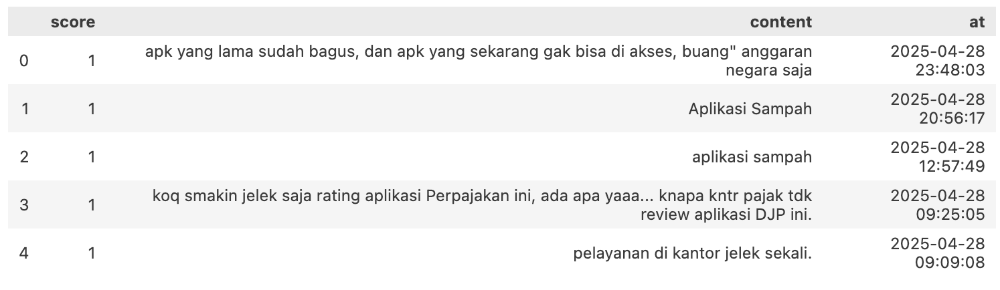 score content at
0 1 apk yang lama sudah bagus, dan apk yang sekarang gak bisa di akses, buang" anggaran 2025-04-28
negara saja 23:48:03
1 1 Aplikasi Sampah 2025-04-28
20:56:17
2 1 aplikasi sampah 2025-04-28
12:57:49
3 1 koq smakin jelek saja rating aplikasi Perpajakan ini, ada apa yaaa... knapa kntr pajak tdk 2025-04-28
review aplikasi DJP ini. 09:25:05
4 1 pelayanan di kantor jelek sekali. 2025-04-28
09:09:08